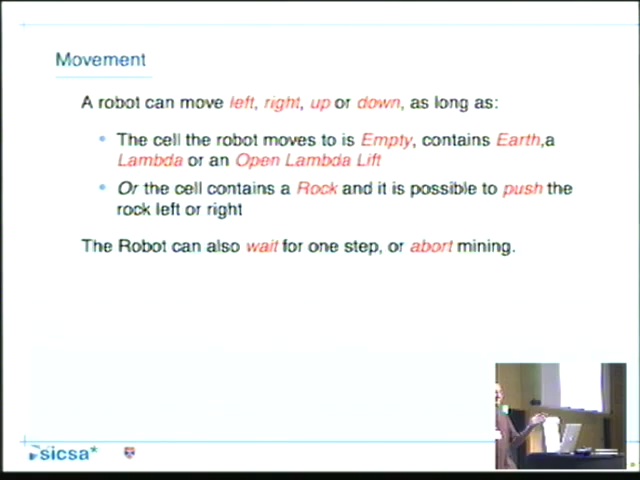 Movement
A robot can move left, right, up or down, as long as:
• The cell the robot moves to is Empty, contains Earth,a
Lambda or an Open Lambda Lift
• Or the cell contains a Rock and it is possible to push the
rock left or right
The Robot can also wait for one step, or abort mining.
sicsa*